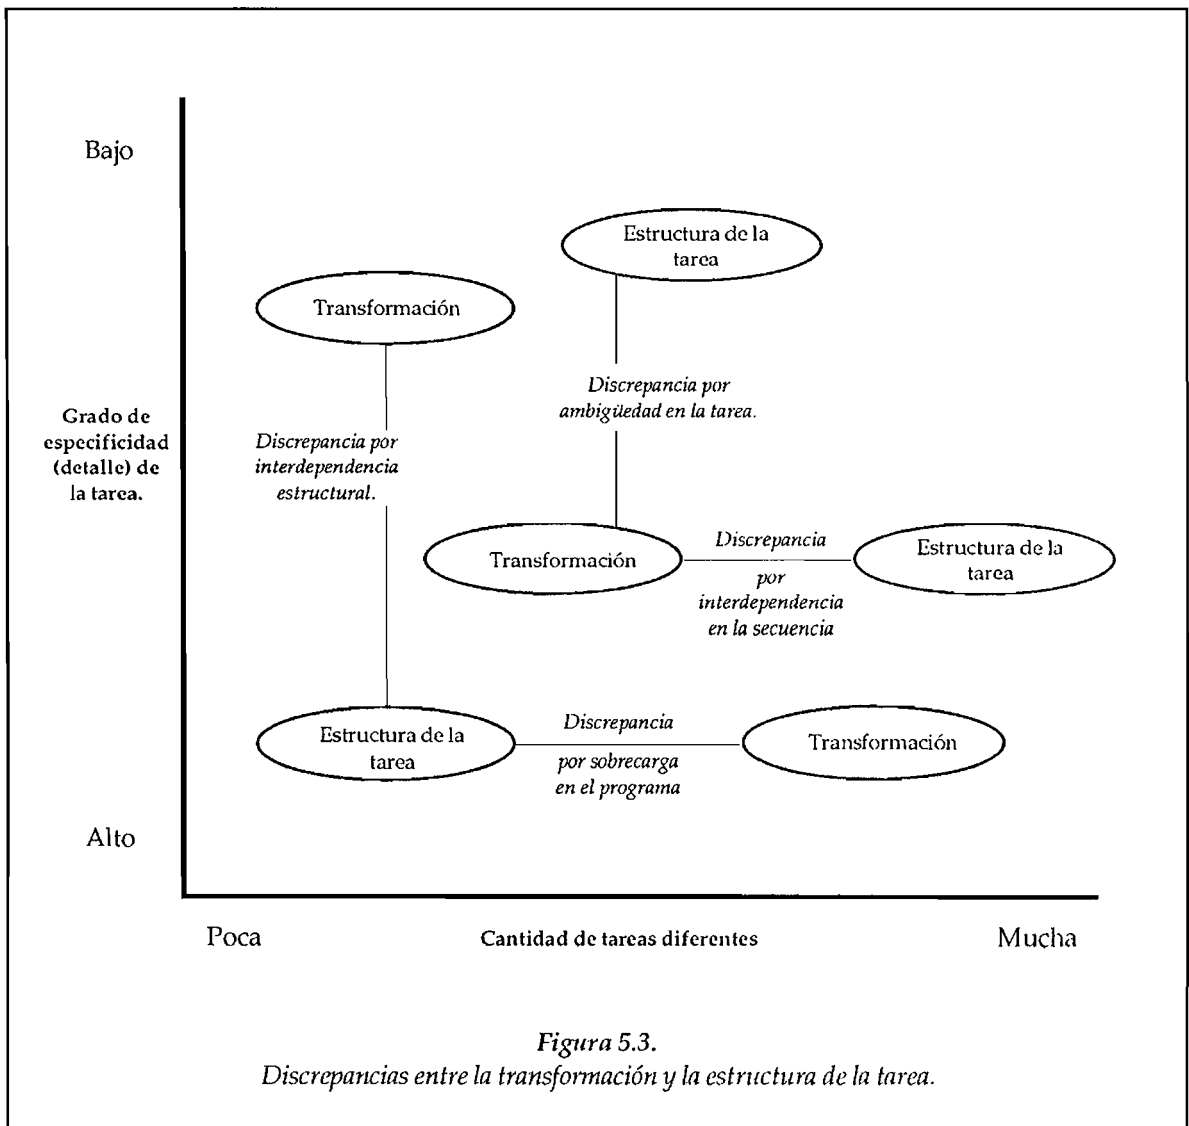 Bajo
Estructura de la
tarea
Transformación
Discrepancia por
ambigüedad en la tarea.
Grado de
especificidad
(detalle) de
la tarea.
Discrepancia por
interdependencia
estructural.
Transformación
Discrepancia
por
interdependencia
en la secuencia
Estructura de la
tarea
Estructura de la
tarea
Discrepancia
por sobrecarga
en el programa
Transformación
Alto
Poca
Cantidad de tareas diferentes
Mucha
Figura 5.3.
Discrepancias entre la transformación y la estructura de la tarea.